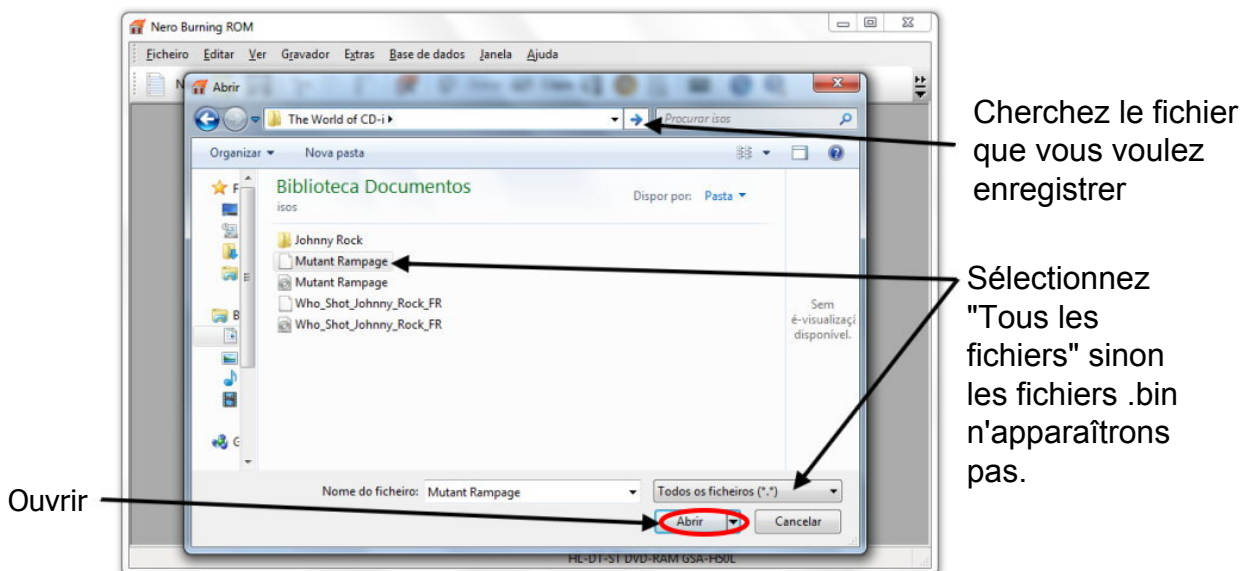 Nero Burning ROM
Ficheiro Editar Ver Gravador Extras Base de dados Janela Ajuda
N
Abrir
The World of CD-i
Procurar isos
Organizar Nova pasta
Biblioteca Documentos
isos
Dispor por: Pasta
F
B
G
Johnny Rock
Mutant Rampage
Mutant Rampage
Who_Shot_Johnny_Rock_FR
Who_Shot_Johnny_Rock_FR
Sem
é-visualizaçã
disponível.
Nome do ficheiro: Mutant Rampage
Todos os ficheiros (*.*)
Abrir Cancelar
HL-DT-ST DVD-RAM GSA-H50L
Cherchez le fichier
que vous voulez
enregistrer
Sélectionnez
"Tous les
fichiers" sinon
les fichiers .bin
n'apparaîtrons
pas.
Ouvrir